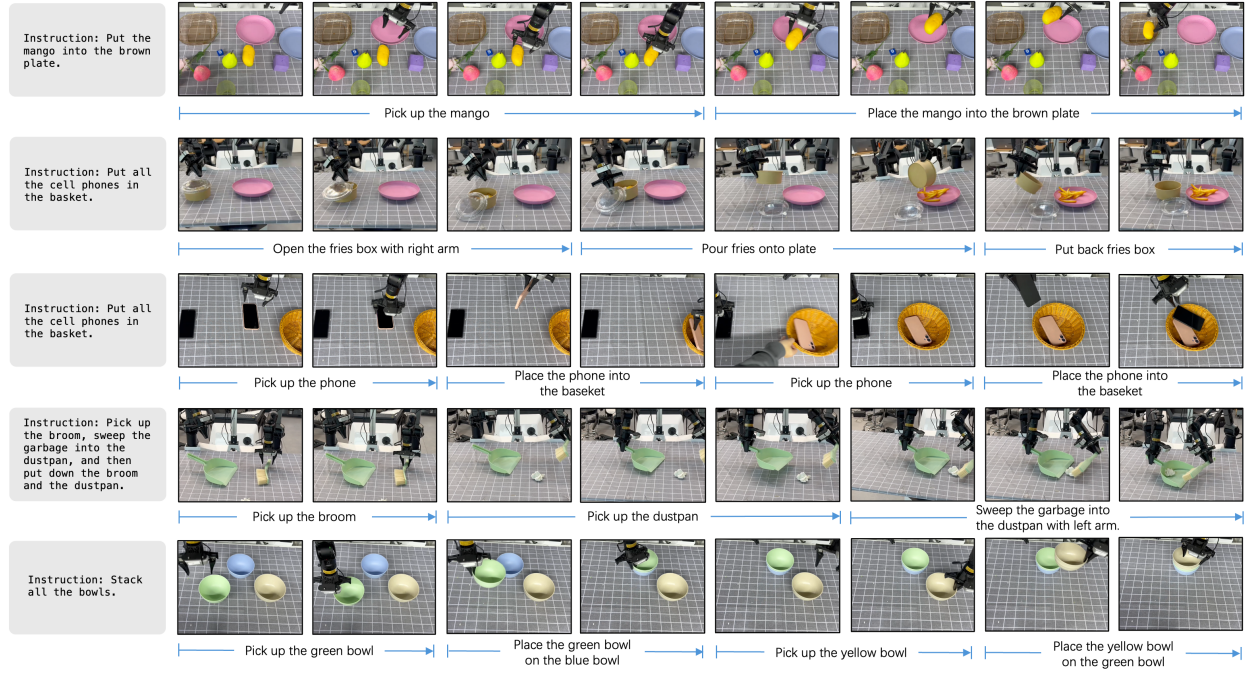 Instruction: Put the
mango into the brown
plate.
Pick up the mango
Place the mango into the brown plate
Instruction: Put all
the cell phones in
the basket.
Open the fries box with right arm
Pour fries onto plate
Put back fries box
Instruction: Put all
the cell phones in
the basket.
Pick up the phone
Place the phone into
the baseket
Pick up the phone
Place the phone into
the baseket
Instruction: Pick up
the broom, sweep the
garbage into the
dustpan, and then
put down the broom
and the dustpan.
Pick up the broom
Pick up the dustpan
Sweep the garbage into
the dustpan with left arm.
Instruction: Stack
all the bowls.
Pick up the green bowl
Place the green bowl
on the blue bowl
Pick up the yellow bowl
Place the yellow bowl
on the green bowl